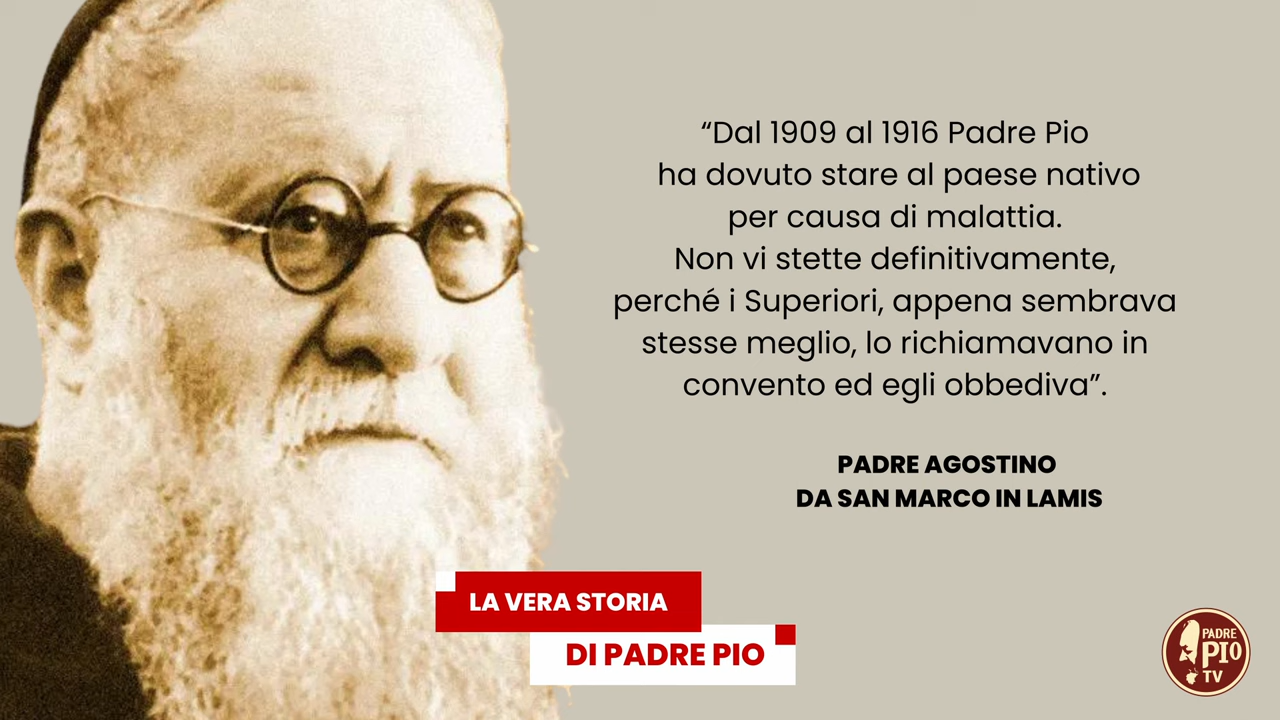 “Dal 1909 al 1916 Padre Pio
ha dovuto stare al paese nativo
per causa di malattia.
Non vi stette definitivamente,
perché i Superiori, appena sembrava
stesse meglio, lo richiamavano in
convento ed egli obbediva”.
PADRE AGOSTINO
DA SAN MARCO IN LAMIS
LA VERA STORIA
DI PADRE PIO
PADRE
PIO
TV